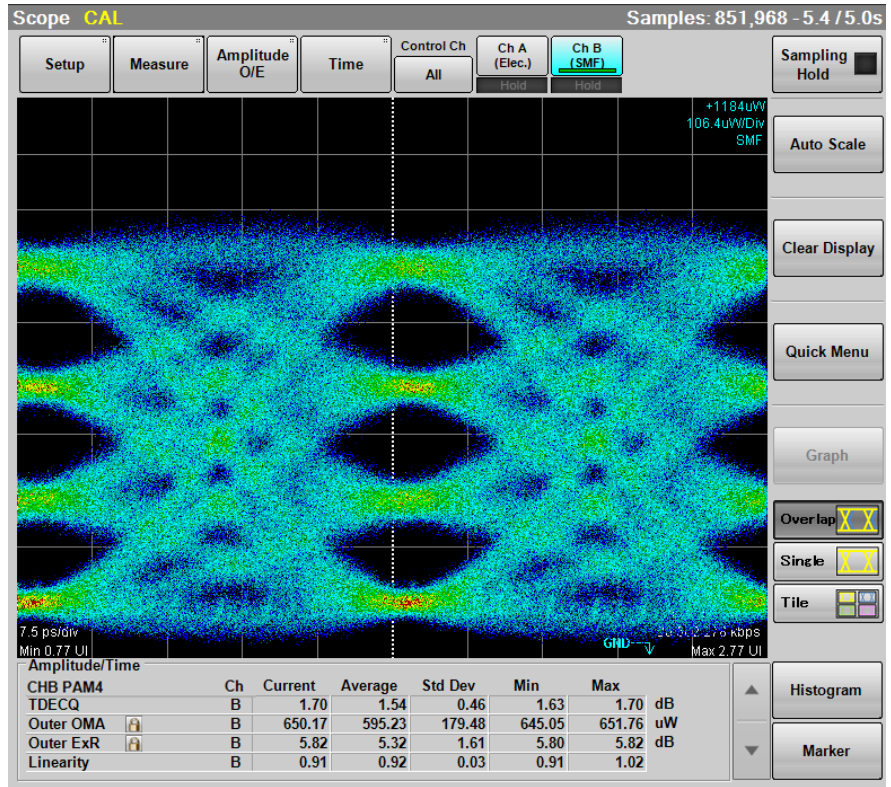 Scope CAL Samples: 851,968 - 5.4 / 5.0s
Setup Measure Amplitude O/E Time Control Ch All Ch A (Elec.) Hold Ch B (SMF) Hold Sampling Hold
+1184uW
106.4uW/Div
SMF
Auto Scale
Clear Display
Quick Menu
Graph
Overlap
Single
Tile
7.5 ps/div kbps
Min 0.77 UI GND Max 2.77 UI
Amplitude/Time
CHB PAM4 Ch Current Average Std Dev Min Max
TDECQ B 1.70 1.54 0.46 1.63 1.70 dB
Outer OMA B 650.17 595.23 179.48 645.05 651.76 uW
Outer ExR B 5.82 5.32 1.61 5.80 5.82 dB
Linearity B 0.91 0.92 0.03 0.91 1.02
Histogram
Marker